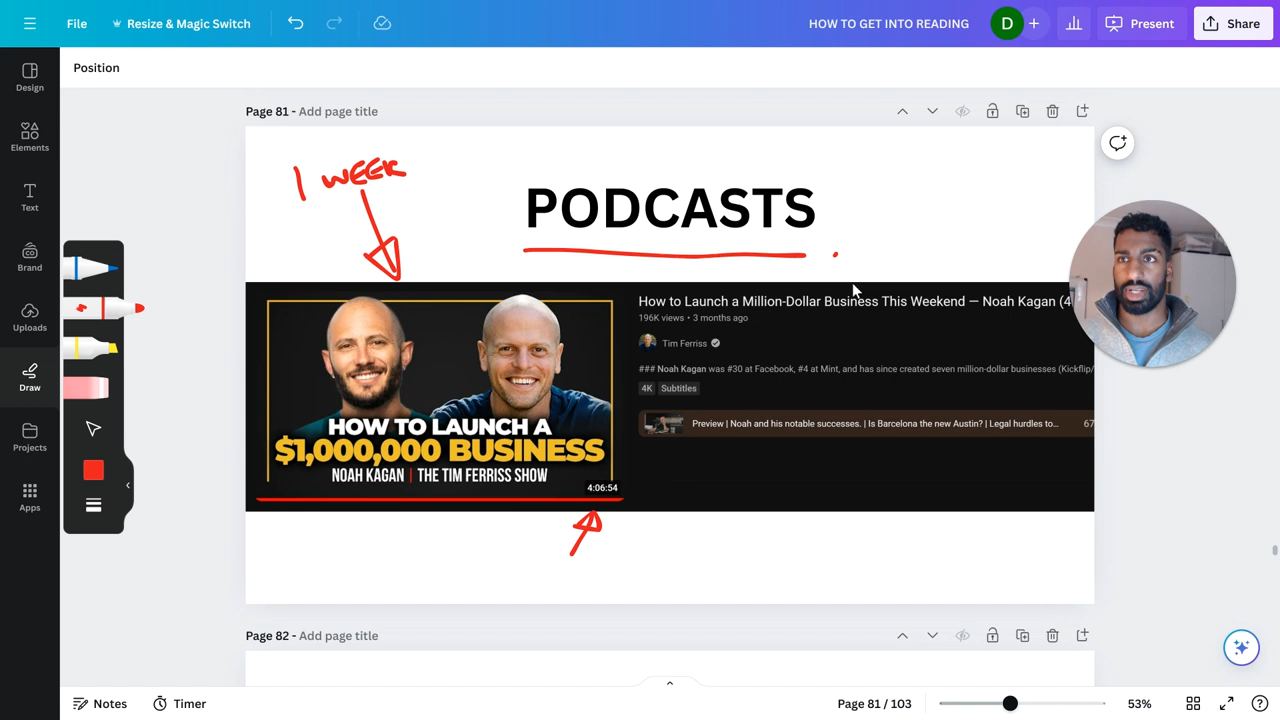 File
Resize & Magic Switch
HOW TO GET INTO READING
D
Present
Share
Position
Design
Elements
Text
Brand
Uploads
Draw
Projects
Apps
Page 81 - Add page title
1 WEEK
PODCASTS
HOW TO LAUNCH A
$1,000,000 BUSINESS
NOAH KAGAN | THE TIM FERRISS SHOW
4:06:54
How to Launch a Million-Dollar Business This Weekend — Noah Kagan (4
196K views • 3 months ago
Tim Ferriss
### Noah Kagan was #30 at Facebook, #4 at Mint, and has since created seven million-dollar businesses (Kickflip/
4K Subtitles
Preview | Noah and his notable successes. | Is Barcelona the new Austin? | Legal hurdles to... 67
Page 82 - Add page title
Notes
Timer
Page 81 / 103
53%